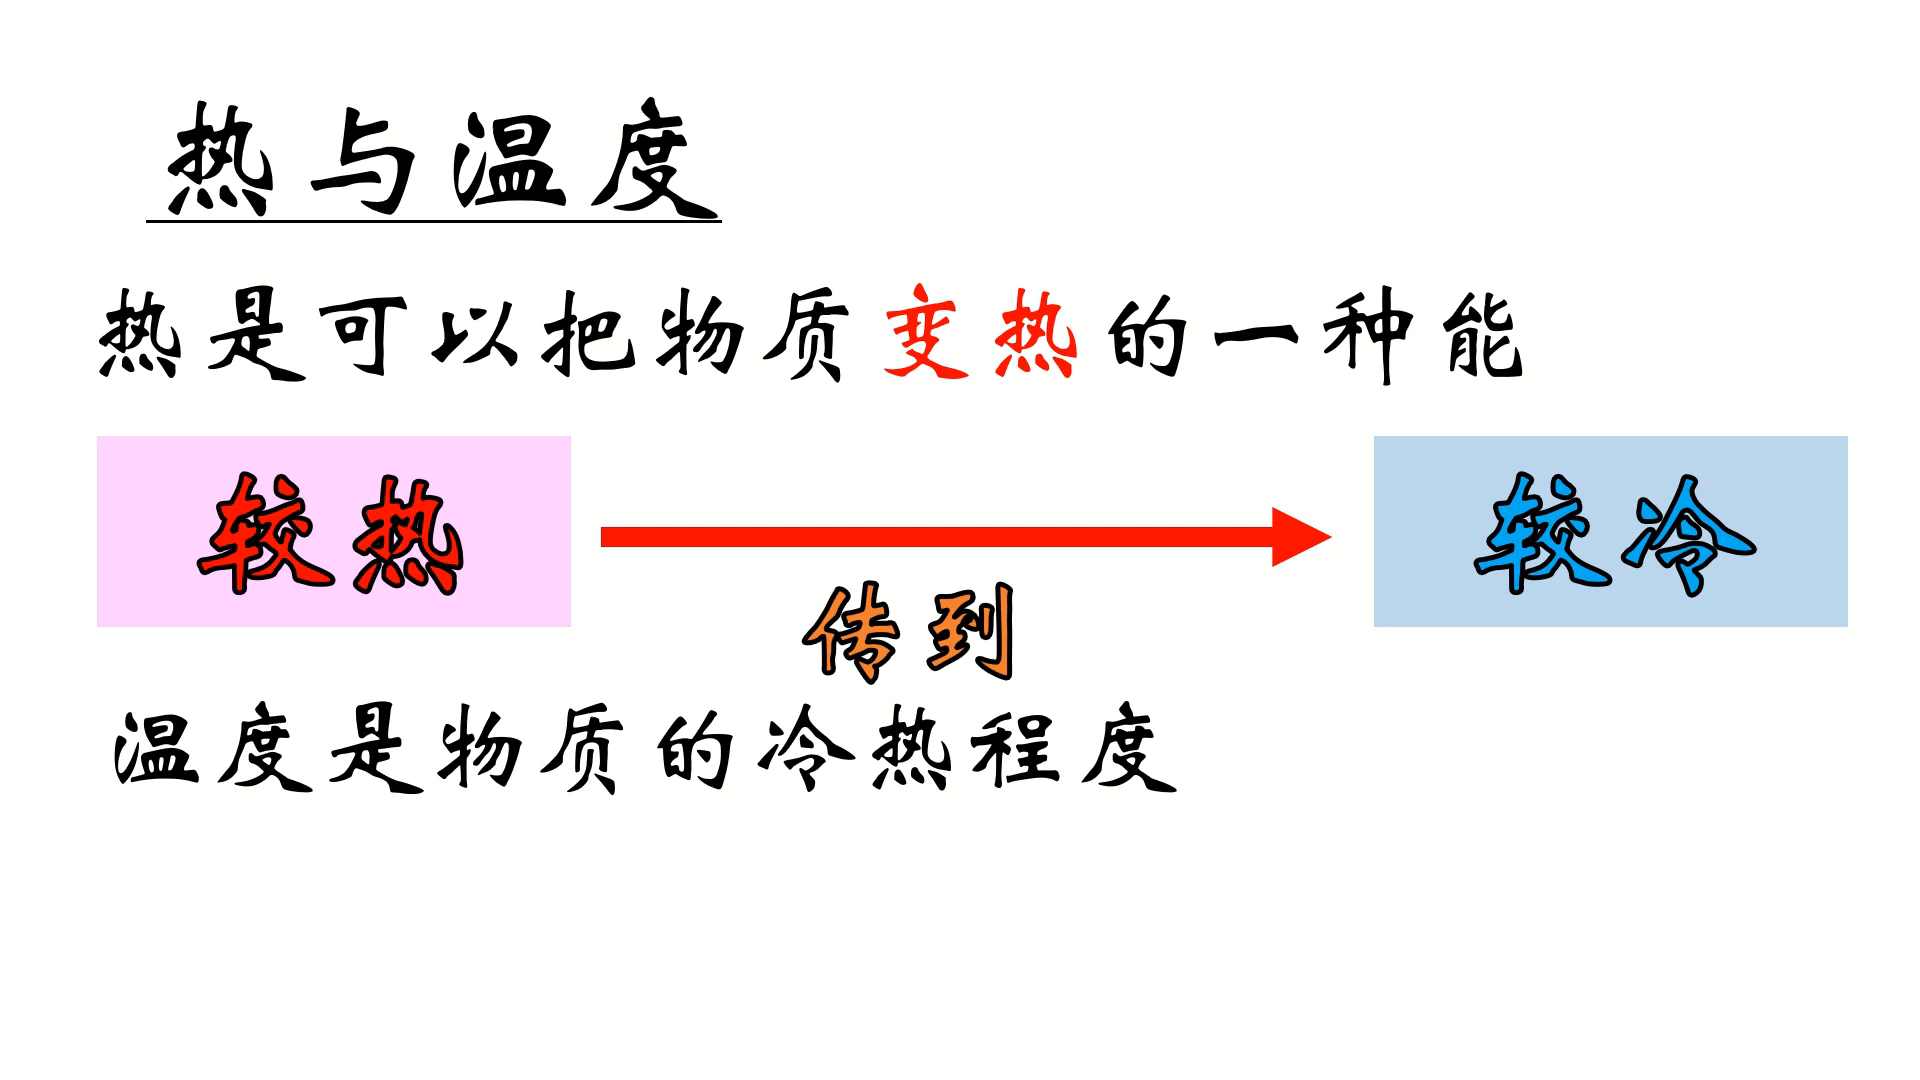 热与温度
热是可以把物质变热的一种能
较热
较冷
传到
温度是物质的冷热程度